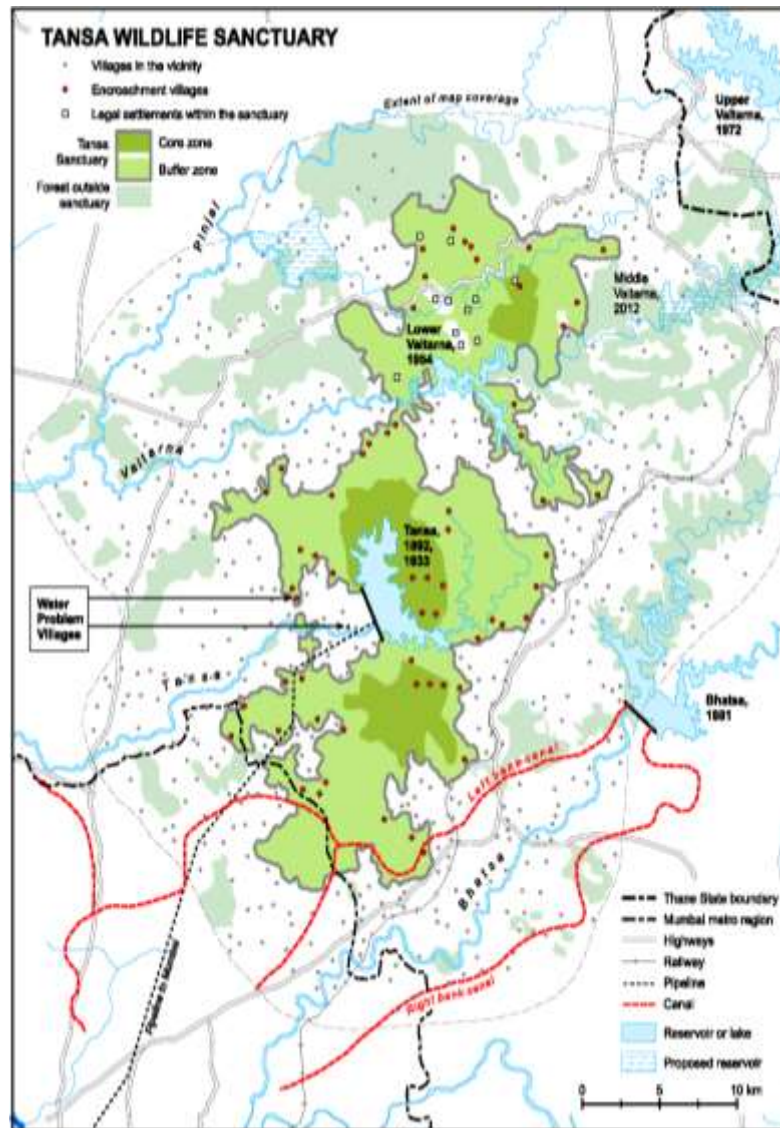 TANSA WILDLIFE SANCTUARY
Villages in the vicinity
Encroachment villages
Legal settlements within the sanctuary
Tansa
Sanctuary
Core zone
Buffer zone
Forest outside
sanctuary
Extent of map coverage
Upper
Vaitarna,
1972
Pinjal
Middle
Vaitarna,
2012
Lower
Vaitarna,
1954
Vaitarna
Tansa,
1892,
1933
Water
Problem
Villages
Tansa
Bhatsa,
1981
Left bank canal
Bhatsa
Pipeline to Mumbai
Right bank canal
Thane State boundary
Mumbai metro region
Highways
Railway
Pipeline
Canal
Reservoir or lake
Proposed reservoir
0 5 10 km